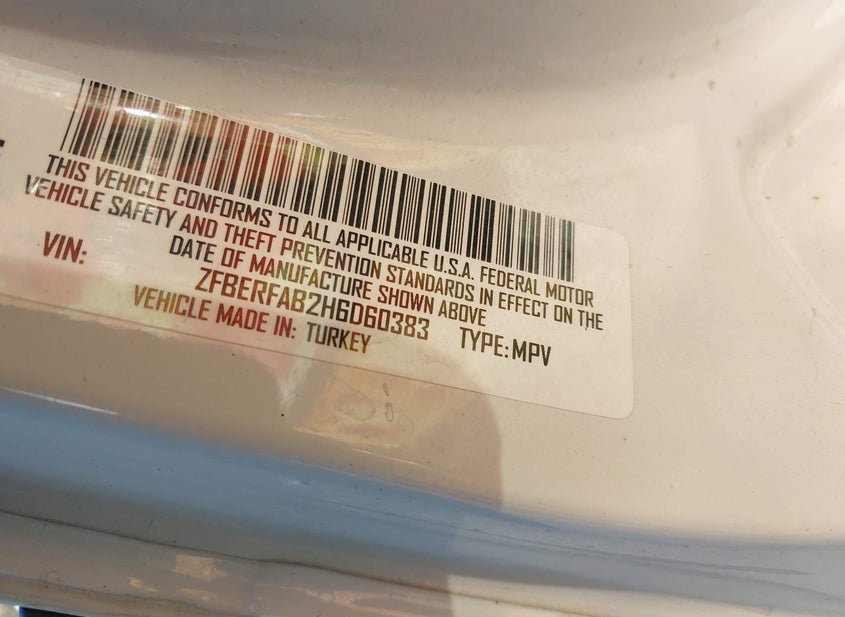 THIS VEHICLE CONFORMS TO ALL APPLICABLE U.S.A. FEDERAL MOTOR
VEHICLE SAFETY AND THEFT PREVENTION STANDARDS IN EFFECT ON THE
DATE OF MANUFACTURE SHOWN ABOVE
VIN: ZFBERFAB2H6D60383 TYPE:MPV
VEHICLE MADE IN: TURKEY